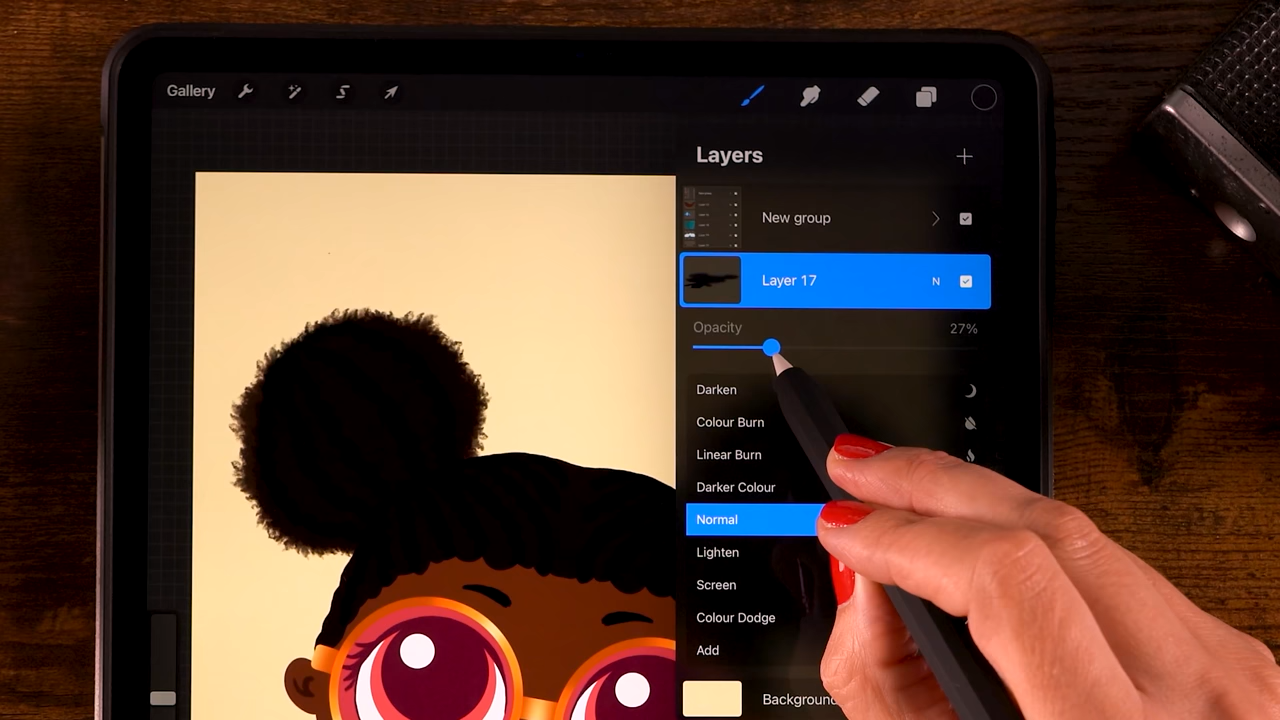 Gallery
Layers
New group
Layer 17 N
Opacity 27%
Darken
Colour Burn
Linear Burn
Darker Colour
Normal
Lighten
Screen
Colour Dodge
Add